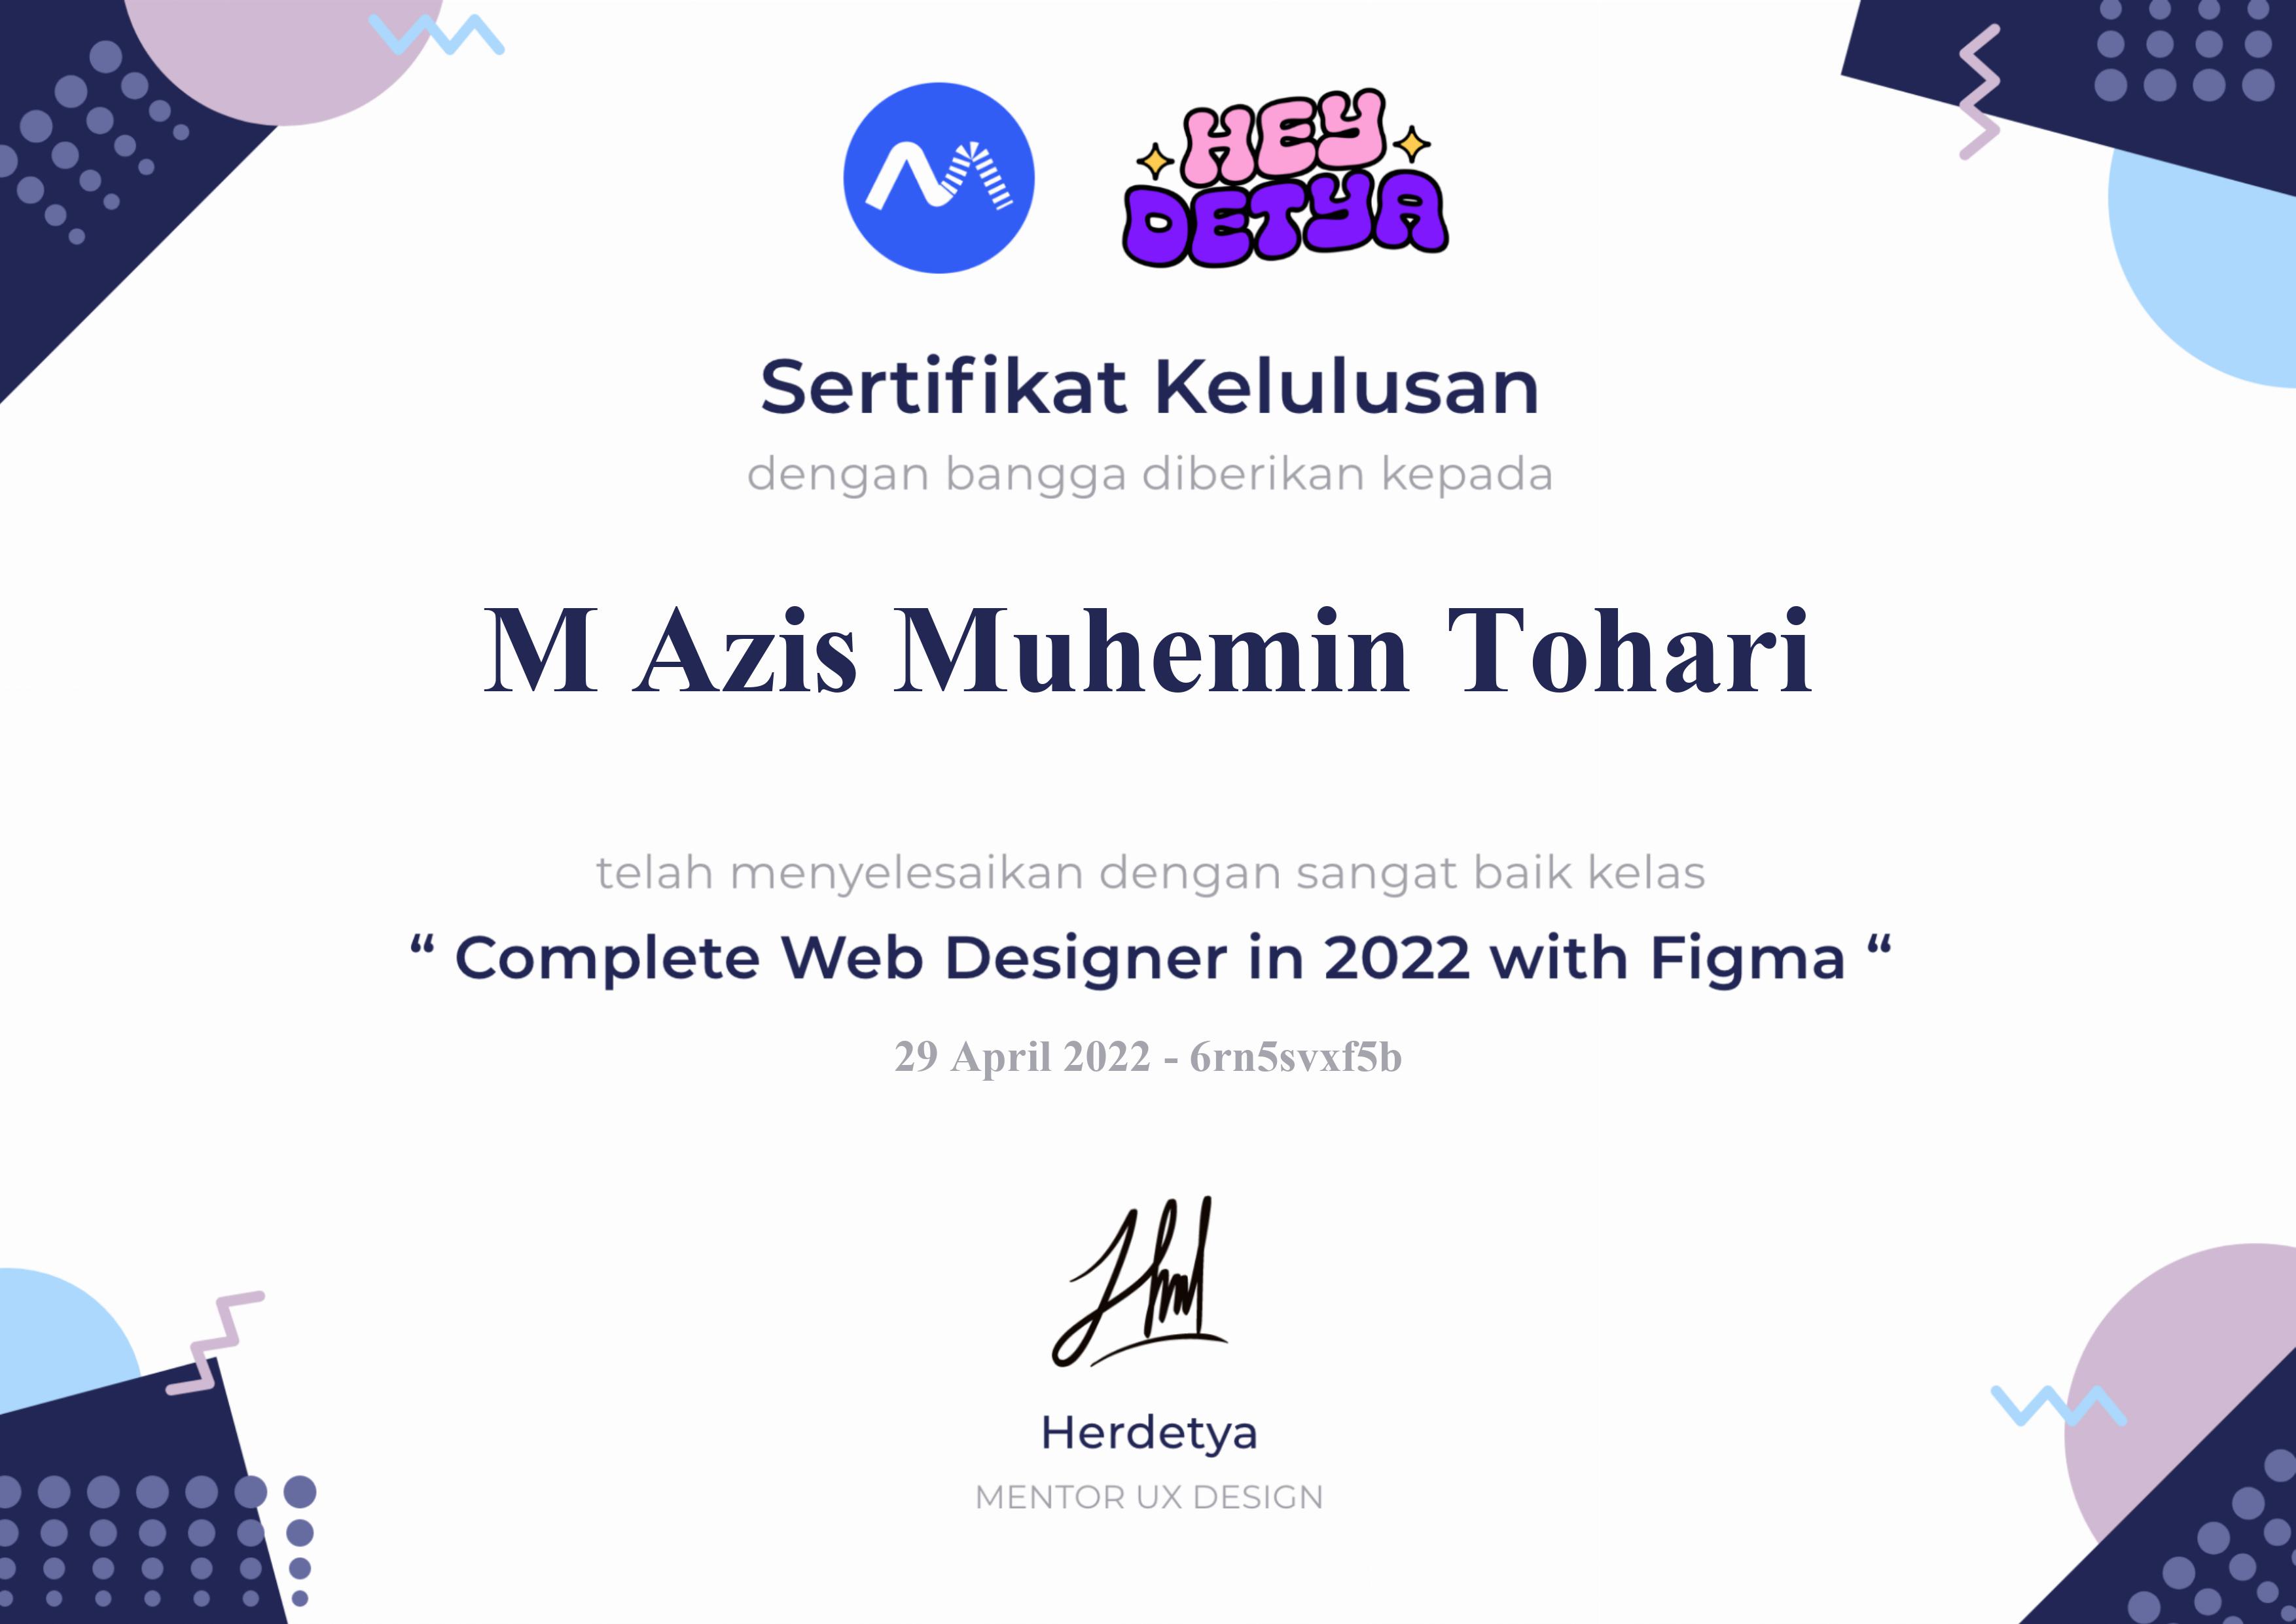 HEY
DETYA
Sertifikat Kelulusan
dengan bangga diberikan kepada
M Azis Muhemin Tohari
telah menyelesaikan dengan sangat baik kelas
“ Complete Web Designer in 2022 with Figma “
29 April 2022 - 6rn5svxf5b
Herdetya
MENTOR UX DESIGN